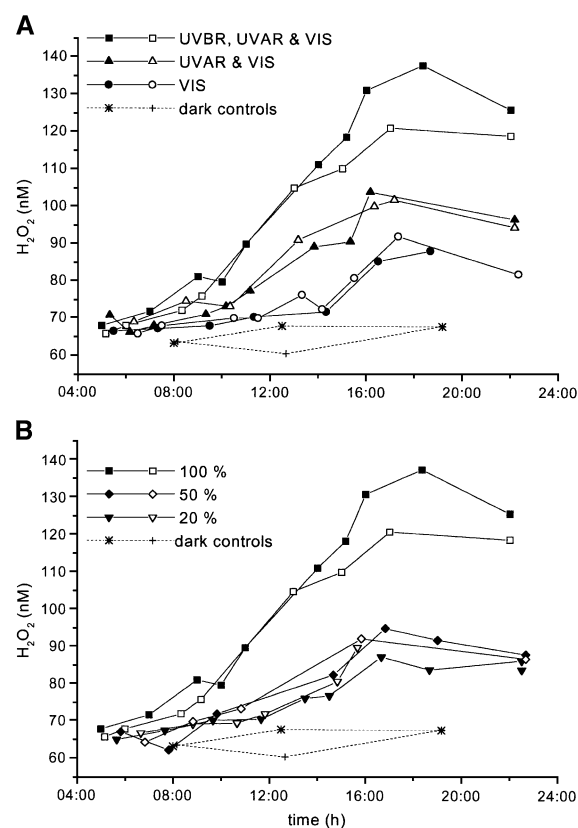 A
UVBR, UVAR & VIS
UVAR & VIS
VIS
dark controls
H₂O₂ (nM)
140
130
120
110
100
90
80
70
60
04:00 08:00 12:00 16:00 20:00 24:00
B
100 %
50 %
20 %
dark controls
H₂O₂ (nM)
140
130
120
110
100
90
80
70
60
04:00 08:00 12:00 16:00 20:00 24:00
time (h)